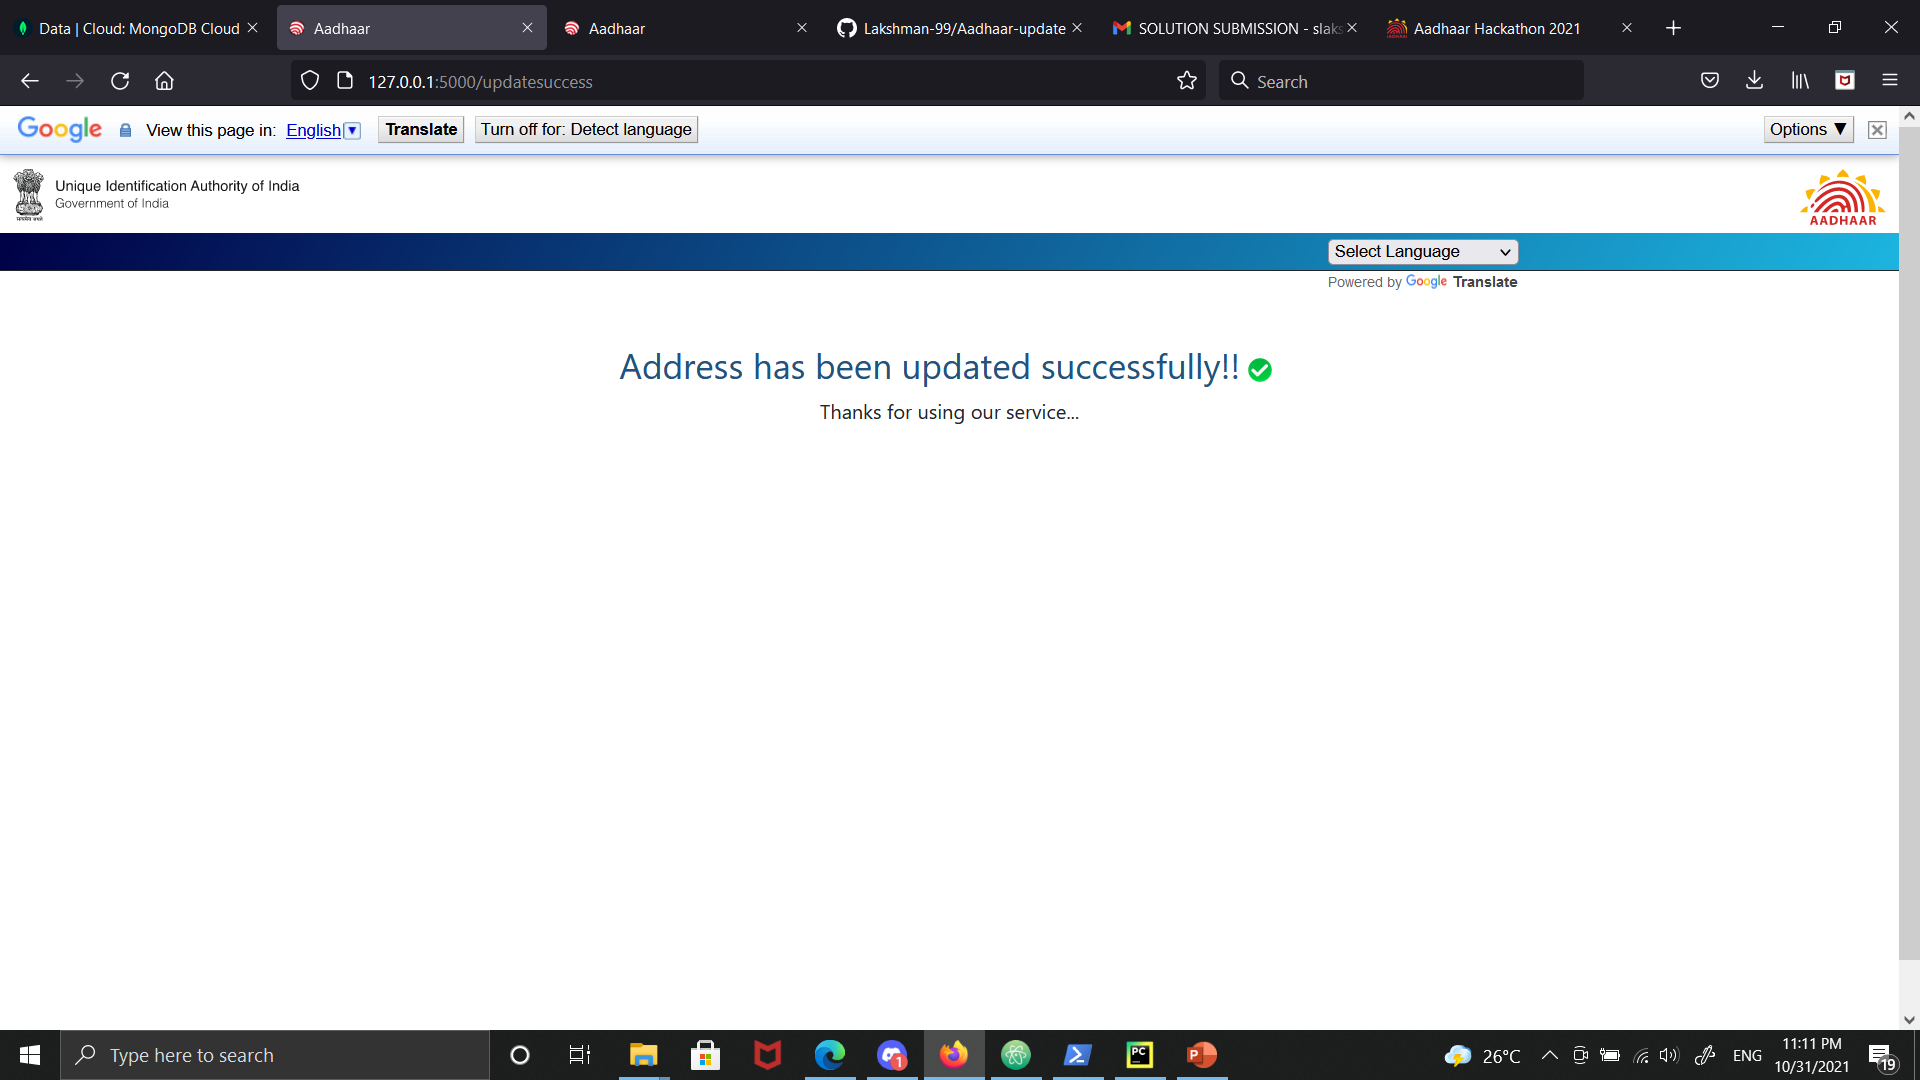 Data | Cloud: MongoDB Cloud
Aadhaar
Aadhaar
Lakshman-99/Aadhaar-update
SOLUTION SUBMISSION - slaks
Aadhaar Hackathon 2021
127.0.0.1:5000/updatesuccess
Search
Google View this page in: English Translate Turn off for: Detect language Options ▼
Unique Identification Authority of India
Government of India
AADHAAR
Select Language
Powered by Google Translate
Address has been updated successfully!!
Thanks for using our service...
Type here to search
1
PC
P
26°C
ENG
11:11 PM
10/31/2021
19